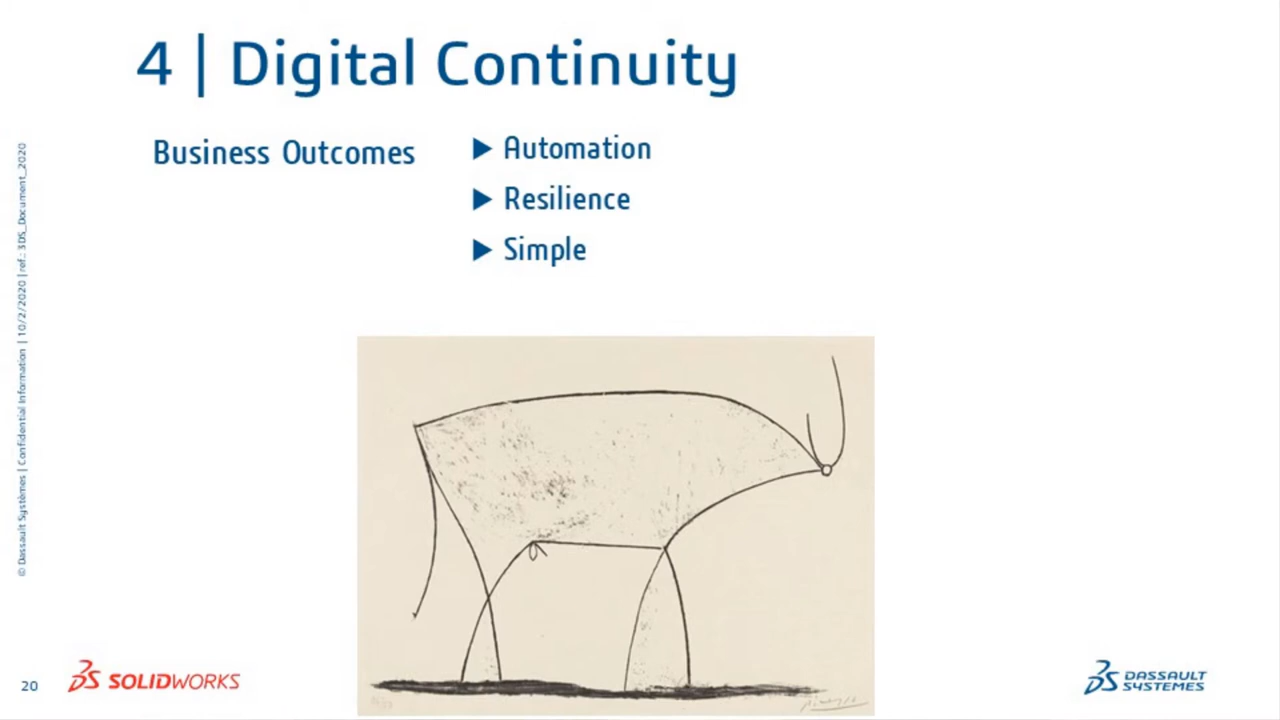 4 | Digital Continuity
Business Outcomes
▶ Automation
▶ Resilience
▶ Simple
© Dassault Systèmes | Confidential Information | 10/2/2020 | ref.: 3DS_Document_2020
20
SOLIDWORKS
DASSAULT
SYSTEMES